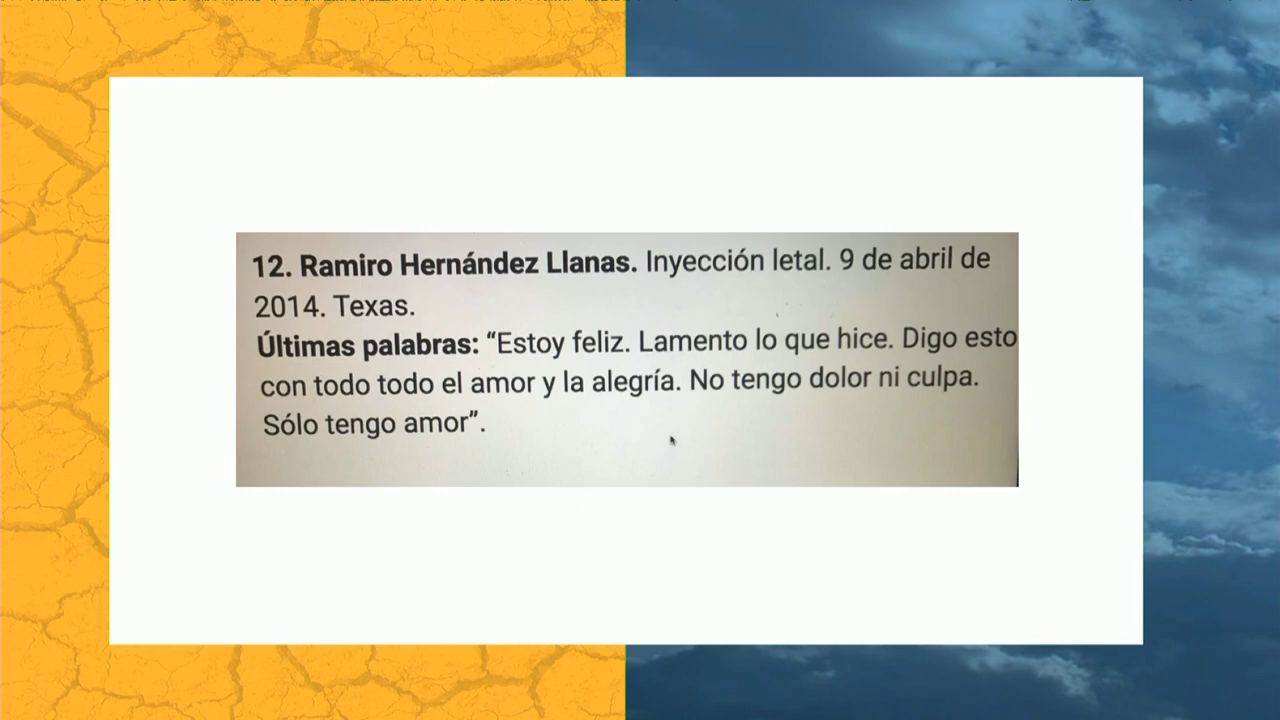 12. Ramiro Hernández Llanas. Inyección letal. 9 de abril de
2014. Texas.
Últimas palabras: “Estoy feliz. Lamento lo que hice. Digo esto
con todo todo el amor y la alegría. No tengo dolor ni culpa.
Sólo tengo amor”.